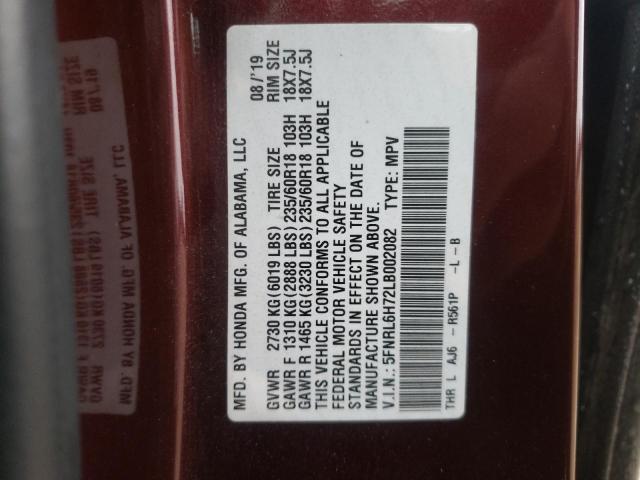 MFD. BY HONDA MFG. OF ALABAMA, LLC 08/'19
GVWR 2730 KG(6019 LBS) TIRE SIZE RIM SIZE
GAWR F 1310 KG(2888 LBS) 235/60R18 103H 18X7.5J
GAWR R 1465 KG(3230 LBS) 235/60R18 103H 18X7.5J
THIS VEHICLE CONFORMS TO ALL APPLICABLE
FEDERAL MOTOR VEHICLE SAFETY
STANDARDS IN EFFECT ON THE DATE OF
MANUFACTURE SHOWN ABOVE.
V.I.N.: 5FNRL6H72LB002082 TYPE: MPV
THR L AJ6 - R561P -L-B